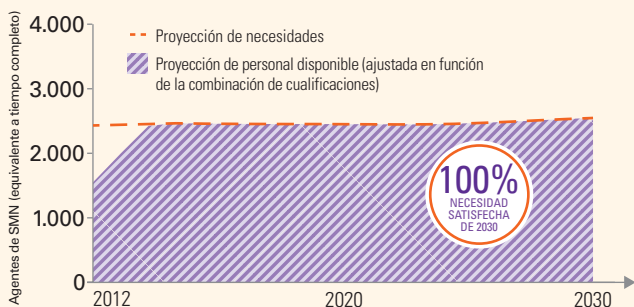 Agentes de SMN (equivalente a tiempo completo)
4.000
3.000
2.000
1.000
0
Proyección de necesidades
Proyección de personal disponible (ajustada en función
de la combinación de cualificaciones)
100%
NECESIDAD
SATISFECHA
DE 2030
2012
2020
2030